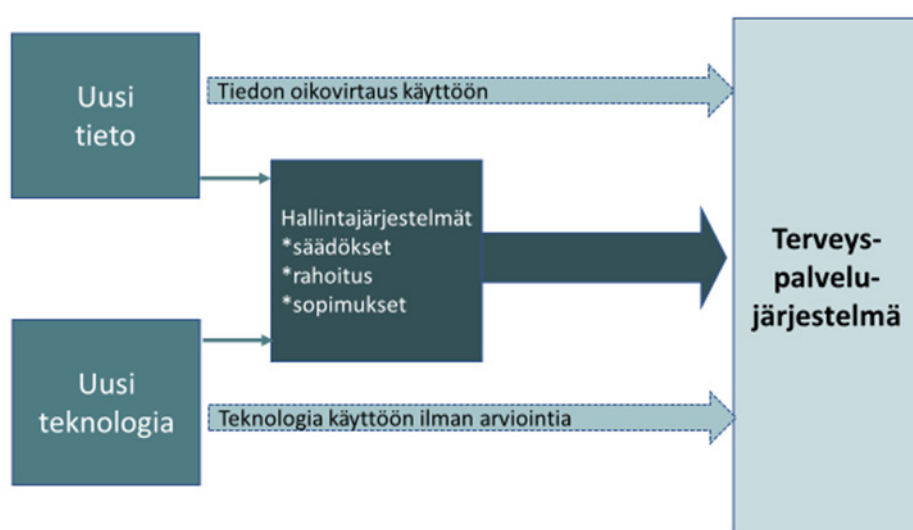 Uusi
tieto
Tiedon oikovirtaus käyttöön
Hallintajärjestelmät
*säädökset
*rahoitus
*sopimukset
Terveys-
palvelu-
järjestelmä
Uusi
teknologia
Teknologia käyttöön ilman arviointia